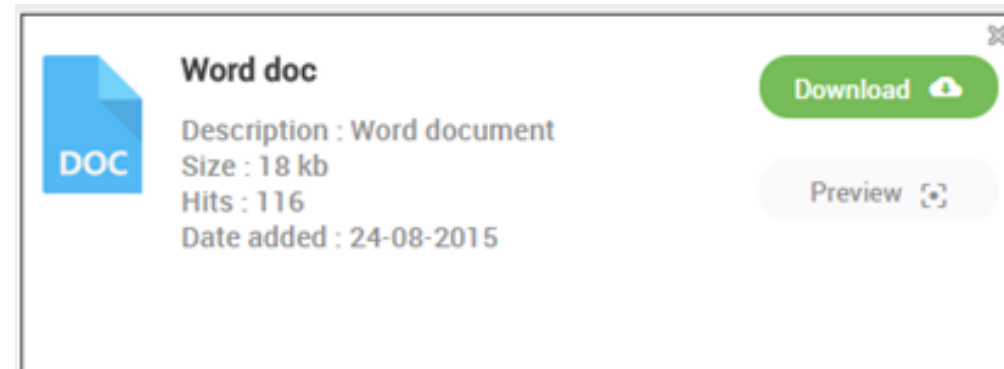 Word doc
Download
Description : Word document
DOC
Size : 18 kb
Preview
Hits : 116
Date added : 24-08-2015